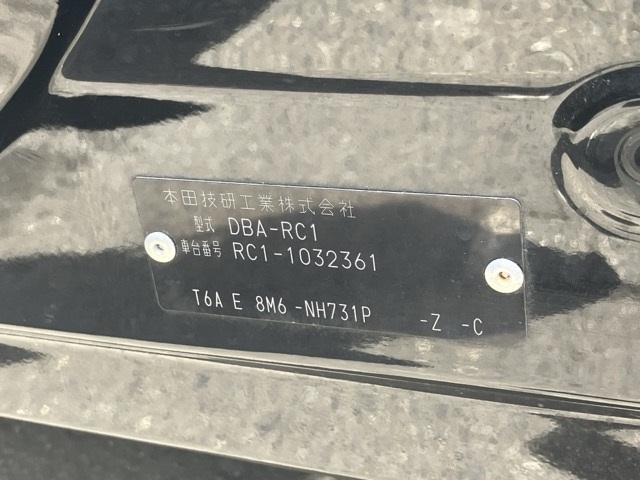 本田技研工業株式会社
型式 DBA-RC1
車台番号 RC1-1032361
T6A E 8M6 -NH731P -Z -C